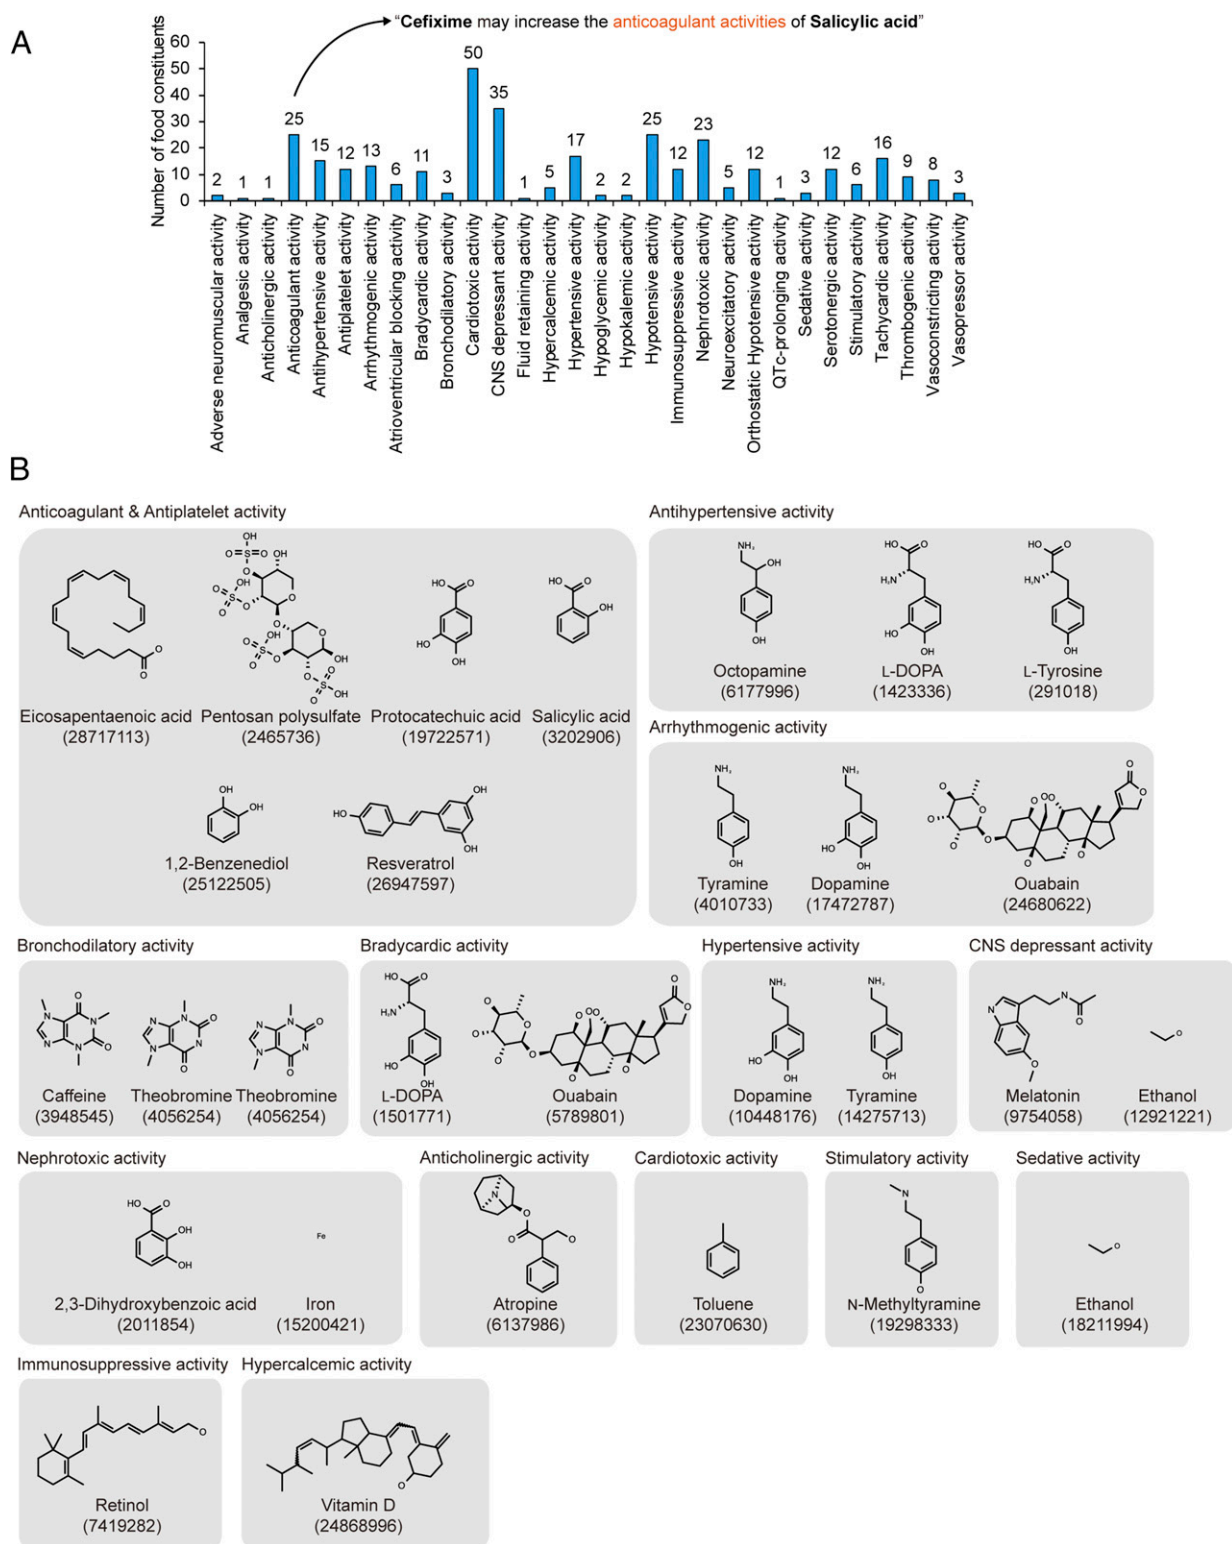 A
"Cefixime may increase the anticoagulant activities of Salicylic acid"
Number of food constituents
60
50
40
30
20
10
0
2
1
1
25
15
12
13
6
11
3
50
35
1
5
17
2
2
25
12
23
5
12
1
3
12
6
16
9
8
3
Adverse neuromuscular activity
Analgesic activity
Anticholinergic activity
Anticoagulant activity
Antihypertensive activity
Antiplatelet activity
Arrhythmogenic activity
Atrioventricular blocking activity
Bradycardic activity
Bronchodilatory activity
Cardiotoxic activity
CNS depressant activity
Fluid retaining activity
Hypercalcemic activity
Hypertensive activity
Hypoglycemic activity
Hypokalemic activity
Hypotensive activity
Immunosuppressive activity
Nephrotoxic activity
Neuroexcitatory activity
Orthostatic Hypotensive activity
QTc-prolonging activity
Sedative activity
Serotonergic activity
Stimulatory activity
Tachycardic activity
Thrombogenic activity
Vasoconstricting activity
Vasopressor activity
B
Anticoagulant & Antiplatelet activity
Eicosapentaenoic acid
(28717113)
Pentosan polysulfate
(2465736)
Protocatechuic acid
(19722571)
Salicylic acid
(3202906)
1,2-Benzenediol
(25122505)
Resveratrol
(26947597)
Antihypertensive activity
Octopamine
(6177996)
L-DOPA
(1423336)
L-Tyrosine
(291018)
Arrhythmogenic activity
Tyramine
(4010733)
Dopamine
(17472787)
Ouabain
(24680622)
Bronchodilatory activity
Caffeine
(3948545)
Theobromine
(4056254)
Theobromine
(4056254)
Bradycardic activity
L-DOPA
(1501771)
Ouabain
(5789801)
Hypertensive activity
Dopamine
(10448176)
Tyramine
(14275713)
CNS depressant activity
Melatonin
(9754058)
Ethanol
(12921221)
Nephrotoxic activity
2,3-Dihydroxybenzoic acid
(2011854)
Fe
Iron
(15200421)
Anticholinergic activity
Atropine
(6137986)
Cardiotoxic activity
Toluene
(23070630)
Stimulatory activity
N-Methyltyramine
(19298333)
Sedative activity
Ethanol
(18211994)
Immunosuppressive activity
Retinol
(7419282)
Hypercalcemic activity
Vitamin D
(24868996)